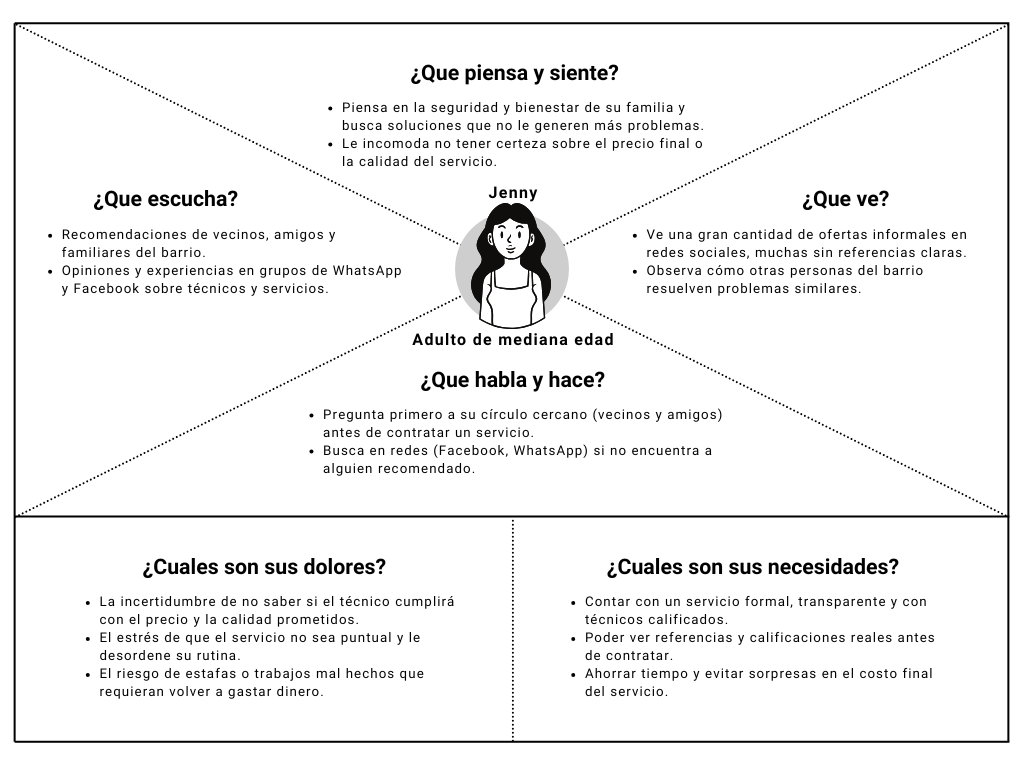 ¿Que piensa y siente?
• Piensa en la seguridad y bienestar de su familia y
busca soluciones que no le generen más problemas.
• Le incomoda no tener certeza sobre el precio final o
la calidad del servicio.
¿Que escucha?
• Recomendaciones de vecinos, amigos y
familiares del barrio.
• Opiniones y experiencias en grupos de WhatsApp
y Facebook sobre técnicos y servicios.
Jenny
Adulto de mediana edad
¿Que ve?
• Ve una gran cantidad de ofertas informales en
redes sociales, muchas sin referencias claras.
• Observa cómo otras personas del barrio
resuelven problemas similares.
¿Que habla y hace?
• Pregunta primero a su círculo cercano (vecinos y amigos)
antes de contratar un servicio.
• Busca en redes (Facebook, WhatsApp) si no encuentra a
alguien recomendado.
¿Cuales son sus dolores?
• La incertidumbre de no saber si el técnico cumplirá
con el precio y la calidad prometidos.
• El estrés de que el servicio no sea puntual y le
desordene su rutina.
• El riesgo de estafas o trabajos mal hechos que
requieran volver a gastar dinero.
¿Cuales son sus necesidades?
• Contar con un servicio formal, transparente y con
técnicos calificados.
• Poder ver referencias y calificaciones reales antes
de contratar.
• Ahorrar tiempo y evitar sorpresas en el costo final
del servicio.